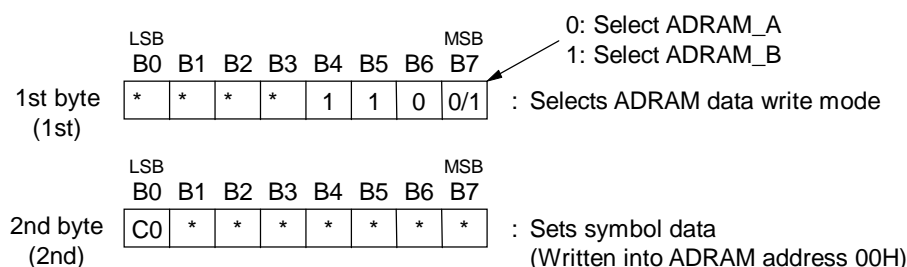 0: Select ADRAM_A
LSB MSB
1: Select ADRAM_B
B0 B1 B2 B3 B4 B5 B6 B7
1st byte * * * * 1 1 0 0/1 : Selects ADRAM data write mode
(1st)
LSB MSB
B0 B1 B2 B3 B4 B5 B6 B7
2nd byte C0 * * * * * * * : Sets symbol data
(2nd) (Written into ADRAM address 00H)